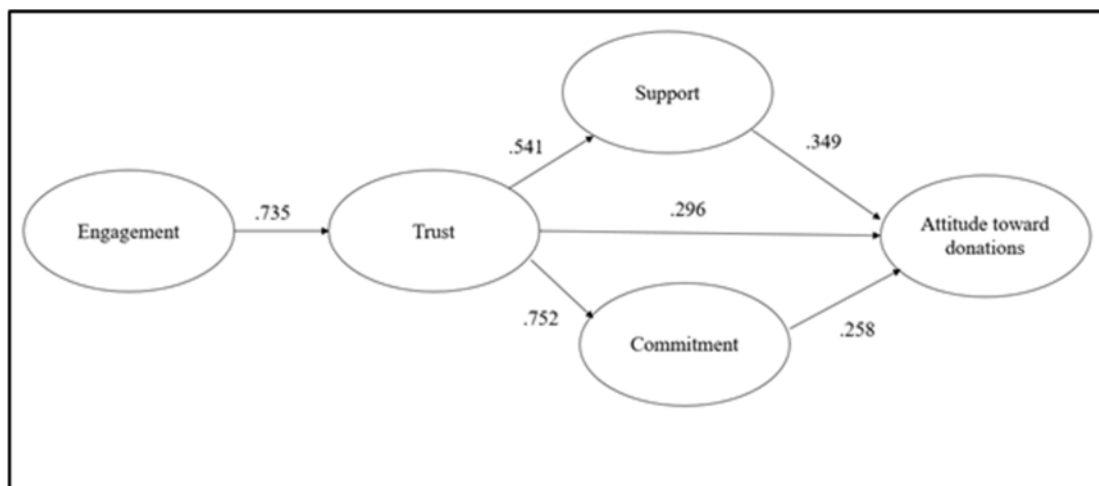 Support
.541
.349
Engagement
.735
Trust
.296
Attitude toward
donations
.752
Commitment
.258